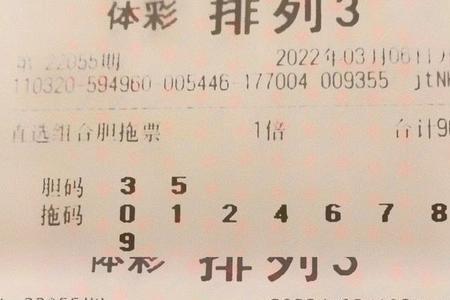 体彩 排列3
第 22055期 2022年03月06日
110320-594960-005446-177004 009355 jtN
直选组合胆拖票 1倍 合计9
胆码 3 5
拖码 0 1 2 4 6 7 8
9
体彩 排列3